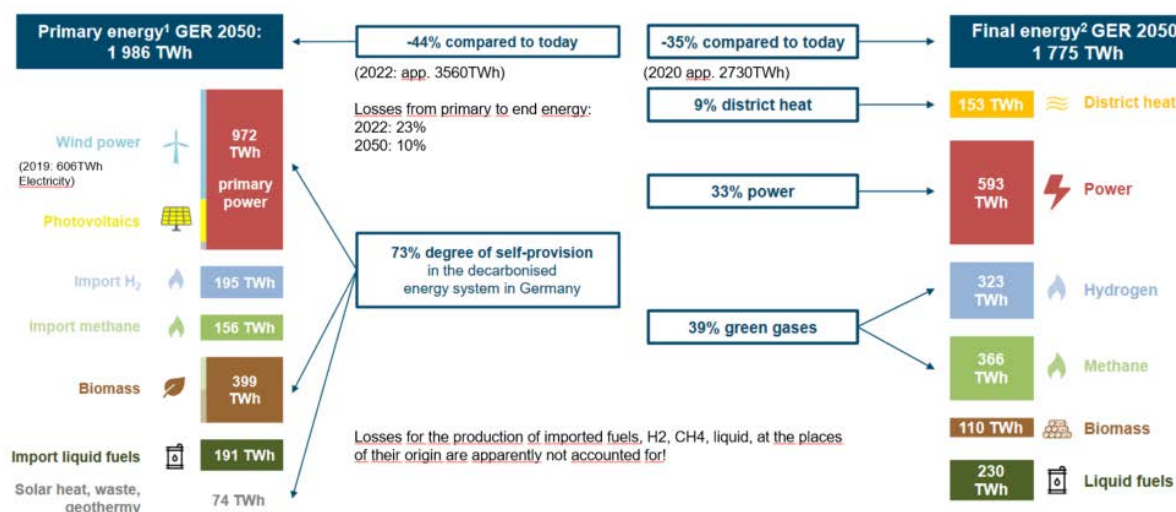 Primary energy¹ GER 2050:
1 986 TWh
-44% compared to today
(2022: app. 3560TWh)
Losses from primary to end energy:
2022: 23%
2050: 10%
-35% compared to today
(2020 app. 2730TWh)
Final energy² GER 2050
1 775 TWh
Wind power
(2019: 606TWh
Electricity)
Photovoltaics
972
TWh
primary
power
Import H₂
195 TWh
Import methane
156 TWh
Biomass
399
TWh
Import liquid fuels
191 TWh
Solar heat, waste,
geothermy
74 TWh
73% degree of self-provision
in the decarbonised
energy system in Germany
Losses for the production of imported fuels, H2, CH4, liquid, at the places
of their origin are apparently not accounted for!
9% district heat
33% power
39% green gases
153 TWh
District heat
593
TWh
Power
323
TWh
Hydrogen
366
TWh
Methane
110 TWh
Biomass
230
TWh
Liquid fuels